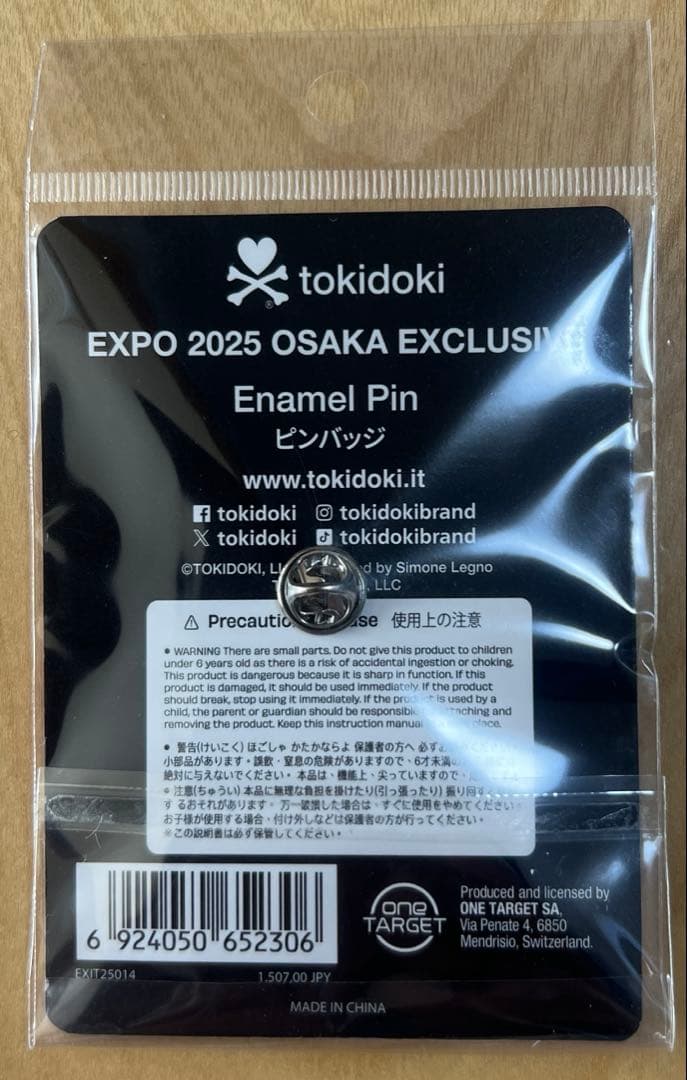 tokidoki
®
EXPO 2025 OSAKA EXCLUSIV
Enamel Pin
ピンバッジ
www.tokidoki.it
tokidoki tokidokibrand
tokidoki tokidokibrand
©TOKIDOKI, by Simone Legno
LLC
⚠ 使用上の注意
● WARNING There are small parts. Do not give this product to children
under 6 years old as there is a risk of accidental ingestion or choking.
This product is dangerous because it is sharp in function. If this
product is damaged, it should be used immediately. If the product
should break, stop using it immediately. If the product is used by a
child, the parent or guardian should be responsible and
removing the product. Keep this instruction manual place.
● 警告(けいこく) ほごしゃ かたかならよ 保護者の方へ
小部品があります・誤飲・窒息の危険がありますので、6才未満の
絶対に与えないでください。 本品は、機能上、尖っていますので、
● 注意(ちゅうい) 本品に無理な負担を掛けたり(引っ張ったり) 振り回す
するおそれがあります。 万一破損した場合は、すぐに使用をやめてください
お子様が使用する場合、付け外しなどは保護者の方が行ってください・
※この説明書は必ず保管してください・
6 924050 652306
EXIT25014 1.507,00 JPY
one
TARGET
Produced and licensed by
ONE TARGET SA,
Via Penate 4, 6850
Mendrisio, Switzerland.
MADE IN CHINA